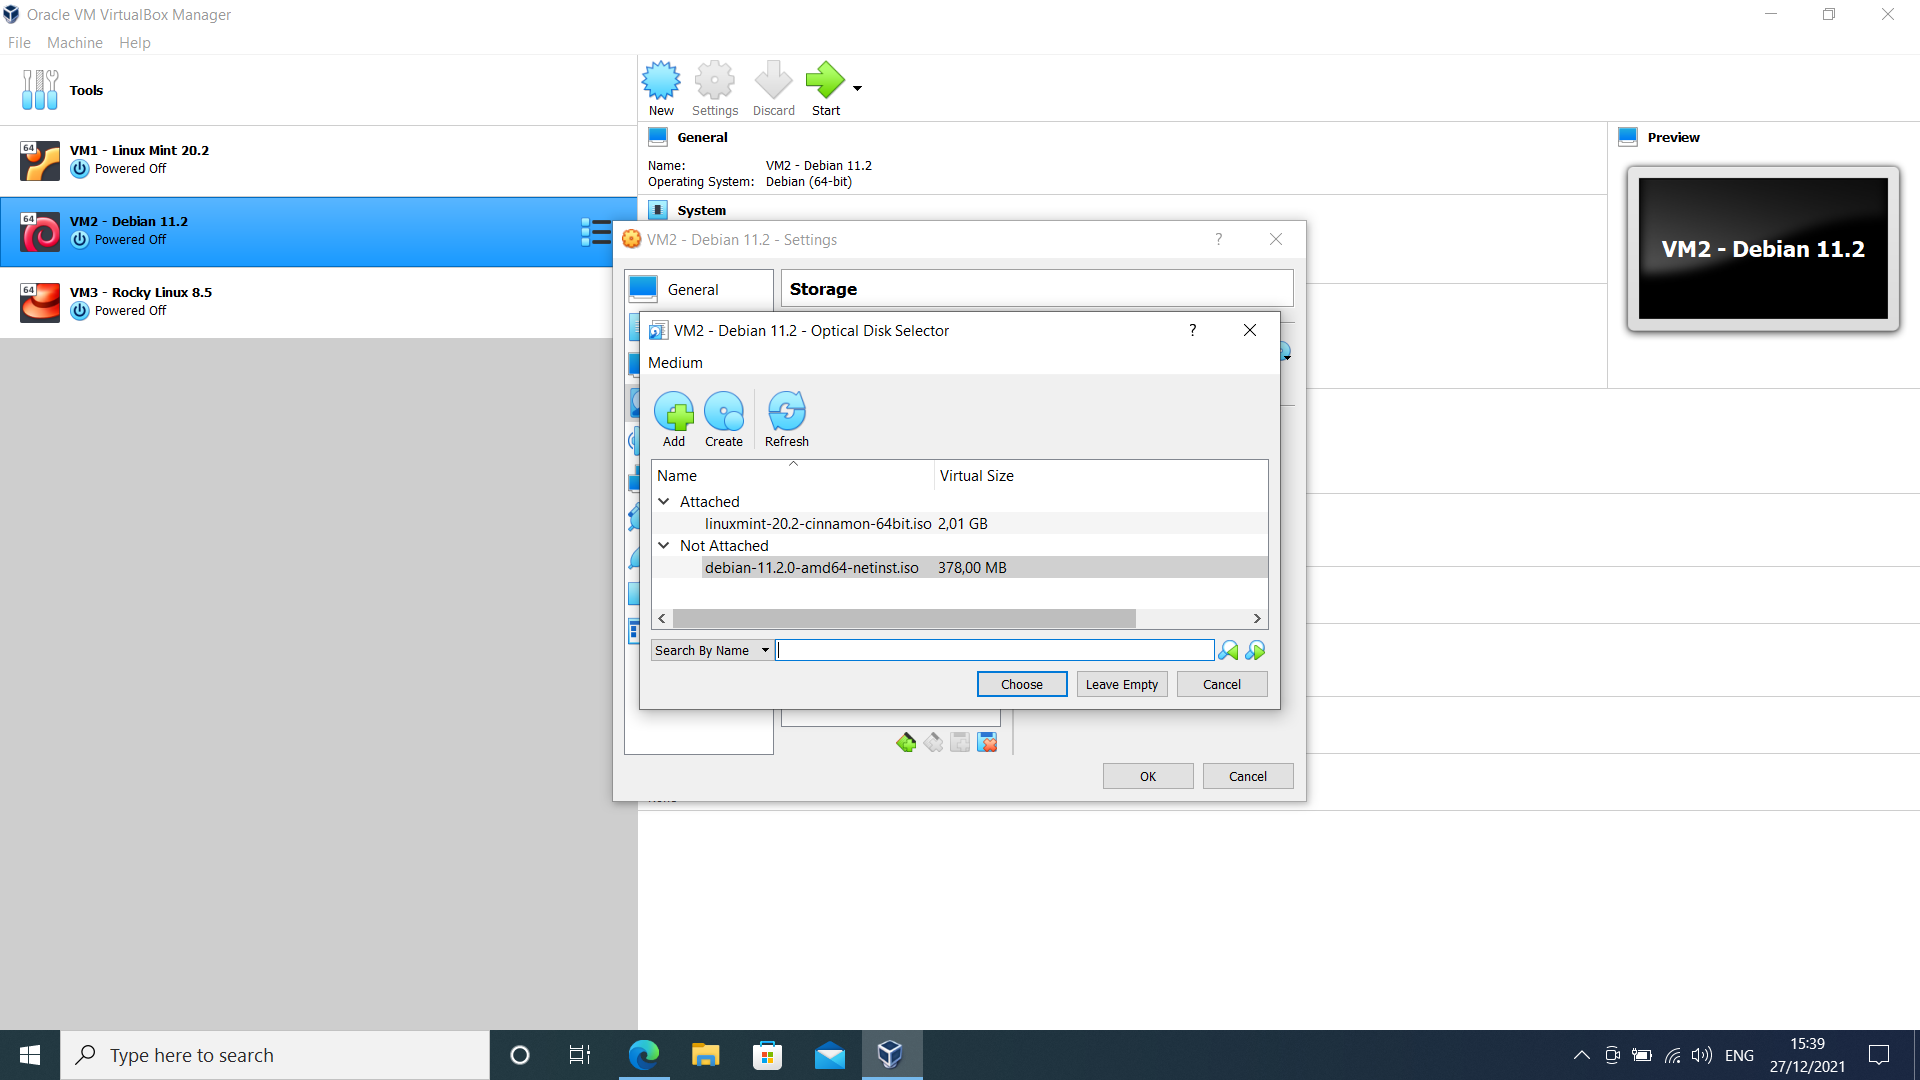 Oracle VM VirtualBox Manager
File Machine Help
Tools
New Settings Discard Start
64
VM1 - Linux Mint 20.2
Powered Off
64
VM2 - Debian 11.2
Powered Off
64
VM3 - Rocky Linux 8.5
Powered Off
General
Name: VM2 - Debian 11.2
Operating System: Debian (64-bit)
System
Preview
VM2 - Debian 11.2
VM2 - Debian 11.2 - Settings
?
General
Storage
VM2 - Debian 11.2 - Optical Disk Selector
?
Medium
Add Create Refresh
Name Virtual Size
Attached
linuxmint-20.2-cinnamon-64bit.iso 2,01 GB
Not Attached
debian-11.2.0-amd64-netinst.iso 378,00 MB
Search By Name
Choose Leave Empty Cancel
OK Cancel
Type here to search
ENG
15:39
27/12/2021